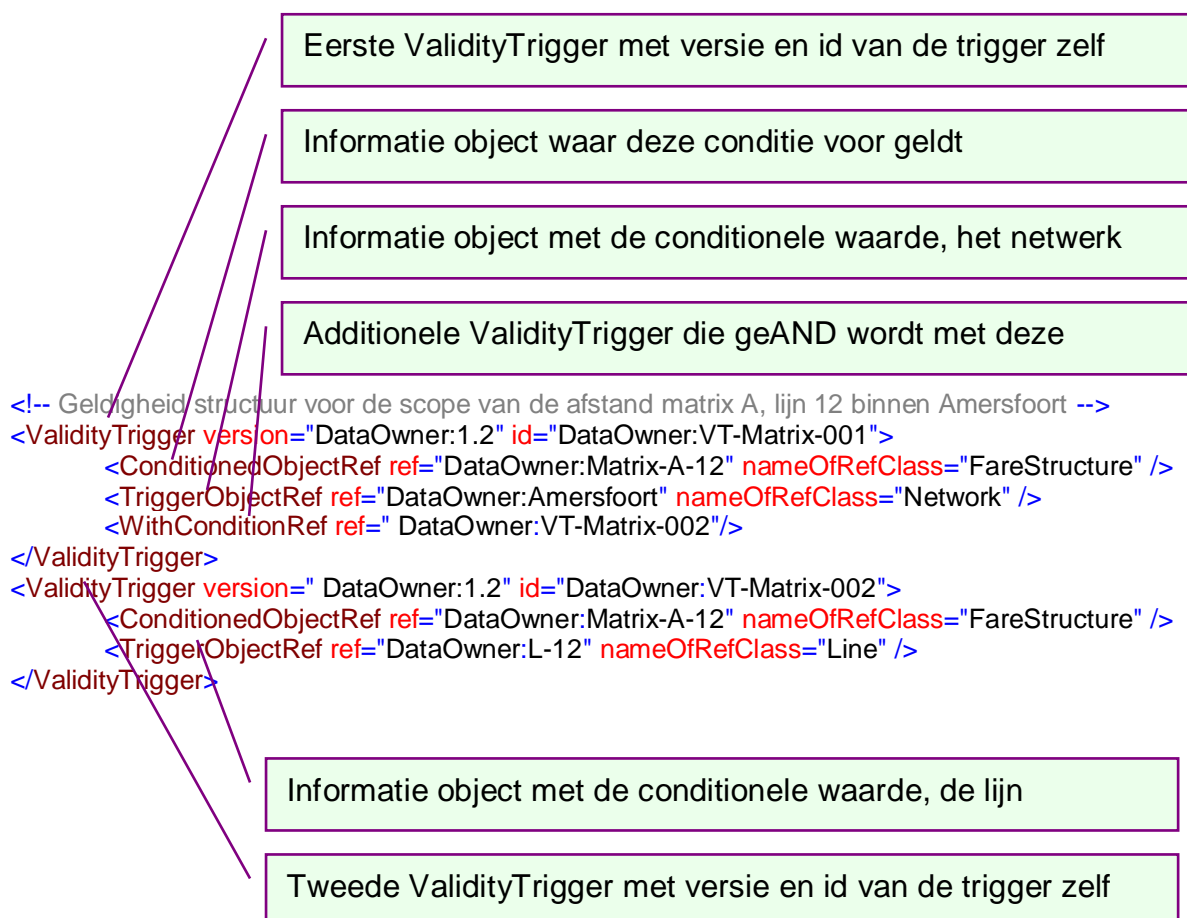 Eerste ValidityTrigger met versie en id van de trigger zelf
Informatie object waar deze conditie voor geldt
Informatie object met de conditionele waarde, het netwerk
Additionele ValidityTrigger die geAND wordt met deze
<!-- Geldigheid structuur voor de scope van de afstand matrix A, lijn 12 binnen Amersfoort -->
<ValidityTrigger version="DataOwner:1.2" id="DataOwner:VT-Matrix-001">
<ConditionedObjectRef ref="DataOwner:Matrix-A-12" nameOfRefClass="FareStructure" />
<TriggerObjectRef ref="DataOwner:Amersfoort" nameOfRefClass="Network" />
<WithConditionRef ref=" DataOwner:VT-Matrix-002"/>
</ValidityTrigger>
<ValidityTrigger version=" DataOwner:1.2" id="DataOwner:VT-Matrix-002">
<ConditionedObjectRef ref="DataOwner:Matrix-A-12" nameOfRefClass="FareStructure" />
<TriggerObjectRef ref="DataOwner:L-12" nameOfRefClass="Line" />
</ValidityTrigger>
Informatie object met de conditionele waarde, de lijn
Tweede ValidityTrigger met versie en id van de trigger zelf